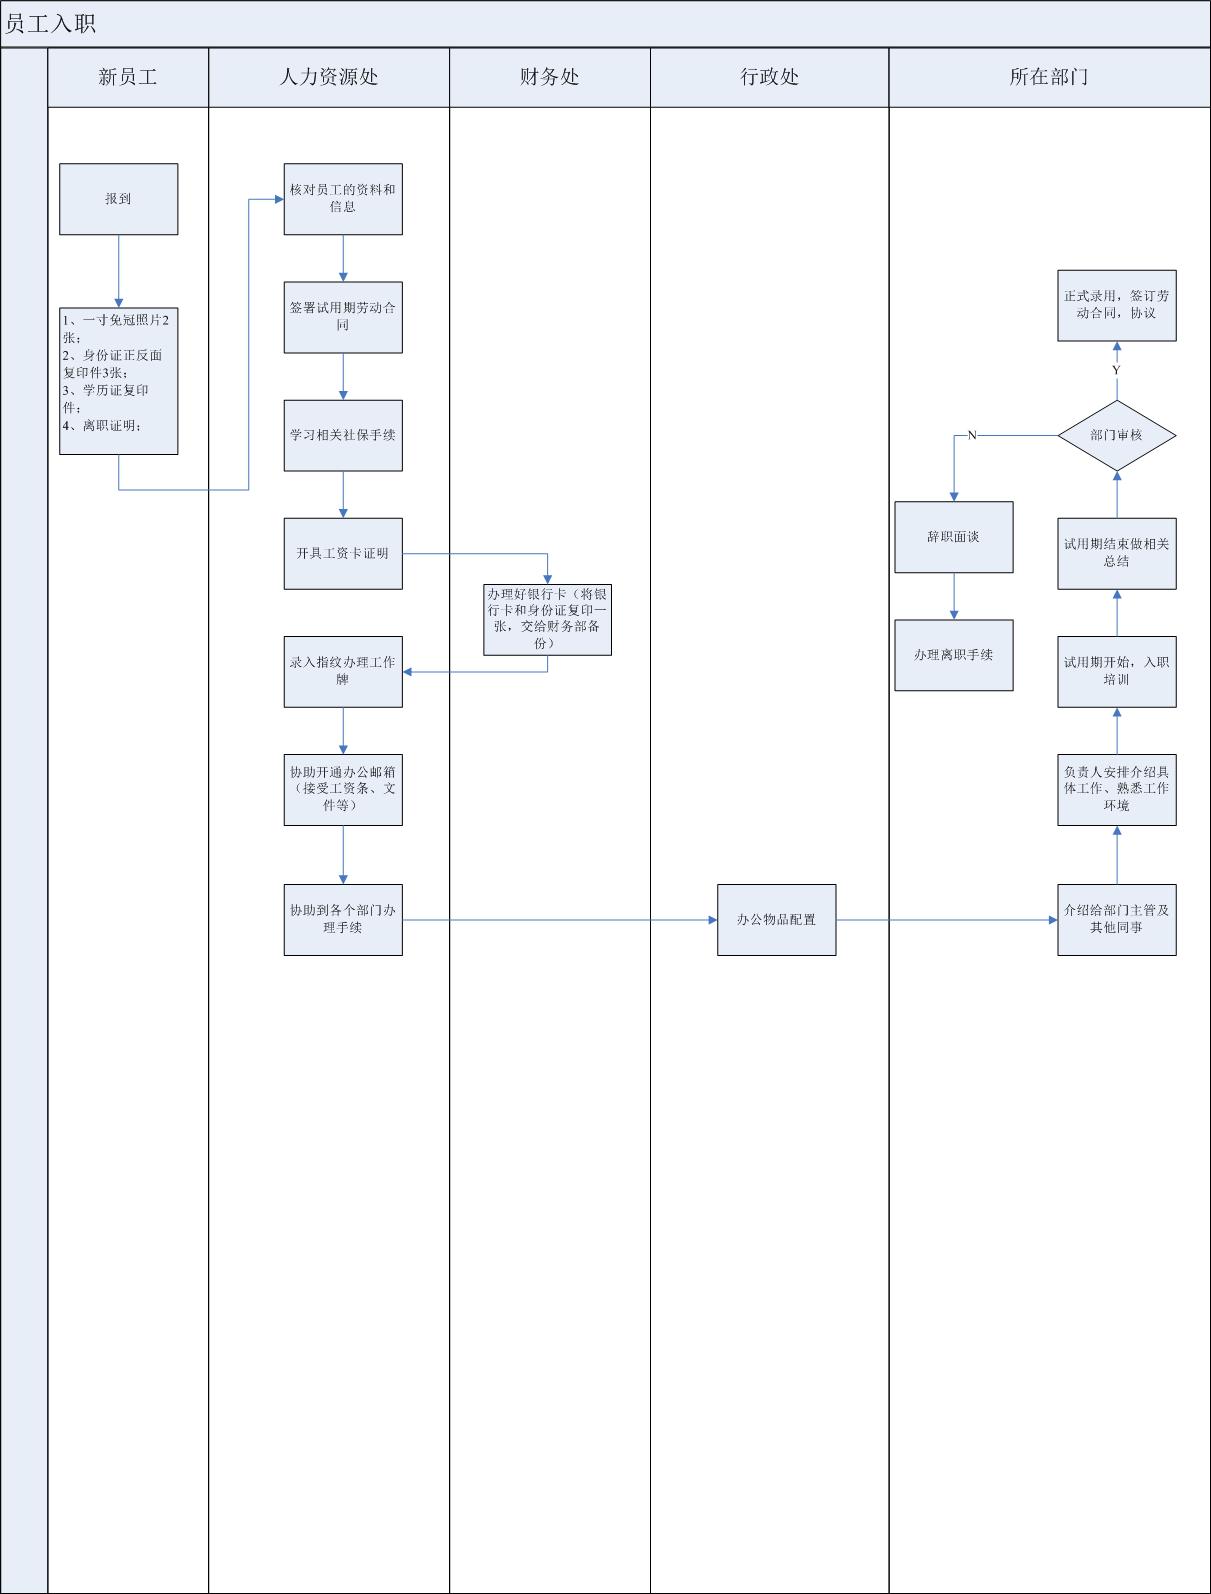 员工入职
新员工
人力资源处
财务处
行政处
所在部门
报到
1、一寸免冠照片2
张；
2、身份证正反面
复印件3张；
3、学历证复印
件；
4、离职证明；
核对员工的资料和
信息
签署试用期劳动合
同
学习相关社保手续
开具工资卡证明
办理好银行卡（将银
行卡和身份证复印一
张，交给财务部备
份）
录入指纹办理工作
牌
协助开通办公邮箱
（接受工资条、文
件等）
协助到各个部门办
理手续
办公物品配置
介绍给部门主管及
其他同事
负责人安排介绍具
体工作、熟悉工作
环境
试用期开始，入职
培训
试用期结束做相关
总结
部门审核
Y
正式录用，签订劳
动合同，协议
N
辞职面谈
办理离职手续